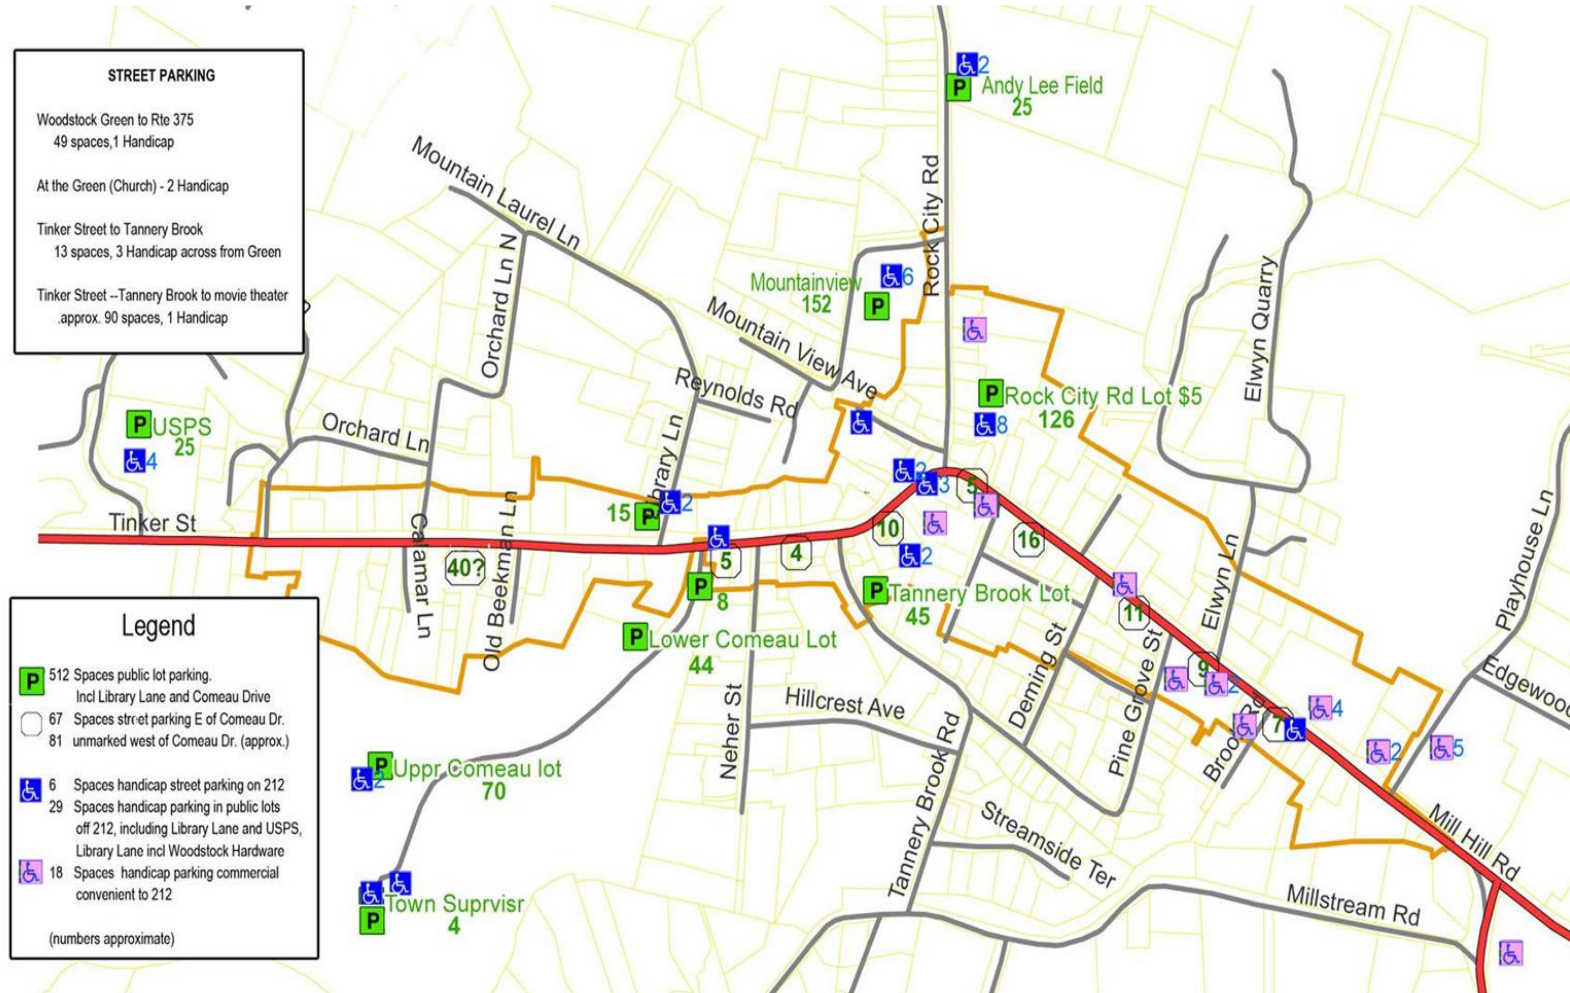 STREET PARKING
Woodstock Green to Rte 375
49 spaces,1 Handicap
At the Green (Church) - 2 Handicap
Tinker Street to Tannery Brook
13 spaces, 3 Handicap across from Green
Tinker Street --Tannery Brook to movie theater
.approx. 90 spaces, 1 Handicap
2
P
Andy Lee Field
25
Rock City Rd
Mountain Laurel Ln
Orchard Ln N
Mountainview
152
6
P
Mountain View Ave
Reynolds Rd
Elwyn Quarry
P
Rock City Rd Lot $5
126
8
P
USPS
25
4
Orchard Ln
Library Ln
15
P
2
Tinker St
Calamar Ln
40?
Old Beekman Ln
5
4
10
2
3
5
16
2
P
8
P
Tannery Brook Lot
45
P
Lower Comeau Lot
44
11
Elwyn Ln
9
2
Playhouse Ln
Edgewood
Deming St
Pine Grove St
Brook Rd
7
4
2
5
Neher St
Hillcrest Ave
Tannery Brook Rd
P
Uppr Comeau lot
2
70
Streamside Ter
Mill Hill Rd
Millstream Rd
Town Suprvisr
P
4
Legend
P
512 Spaces public lot parking.
Incl Library Lane and Comeau Drive
67 Spaces street parking E of Comeau Dr.
81 unmarked west of Comeau Dr. (approx.)
6 Spaces handicap street parking on 212
29 Spaces handicap parking in public lots
off 212, including Library Lane and USPS,
Library Lane incl Woodstock Hardware
18 Spaces handicap parking commercial
convenient to 212
(numbers approximate)